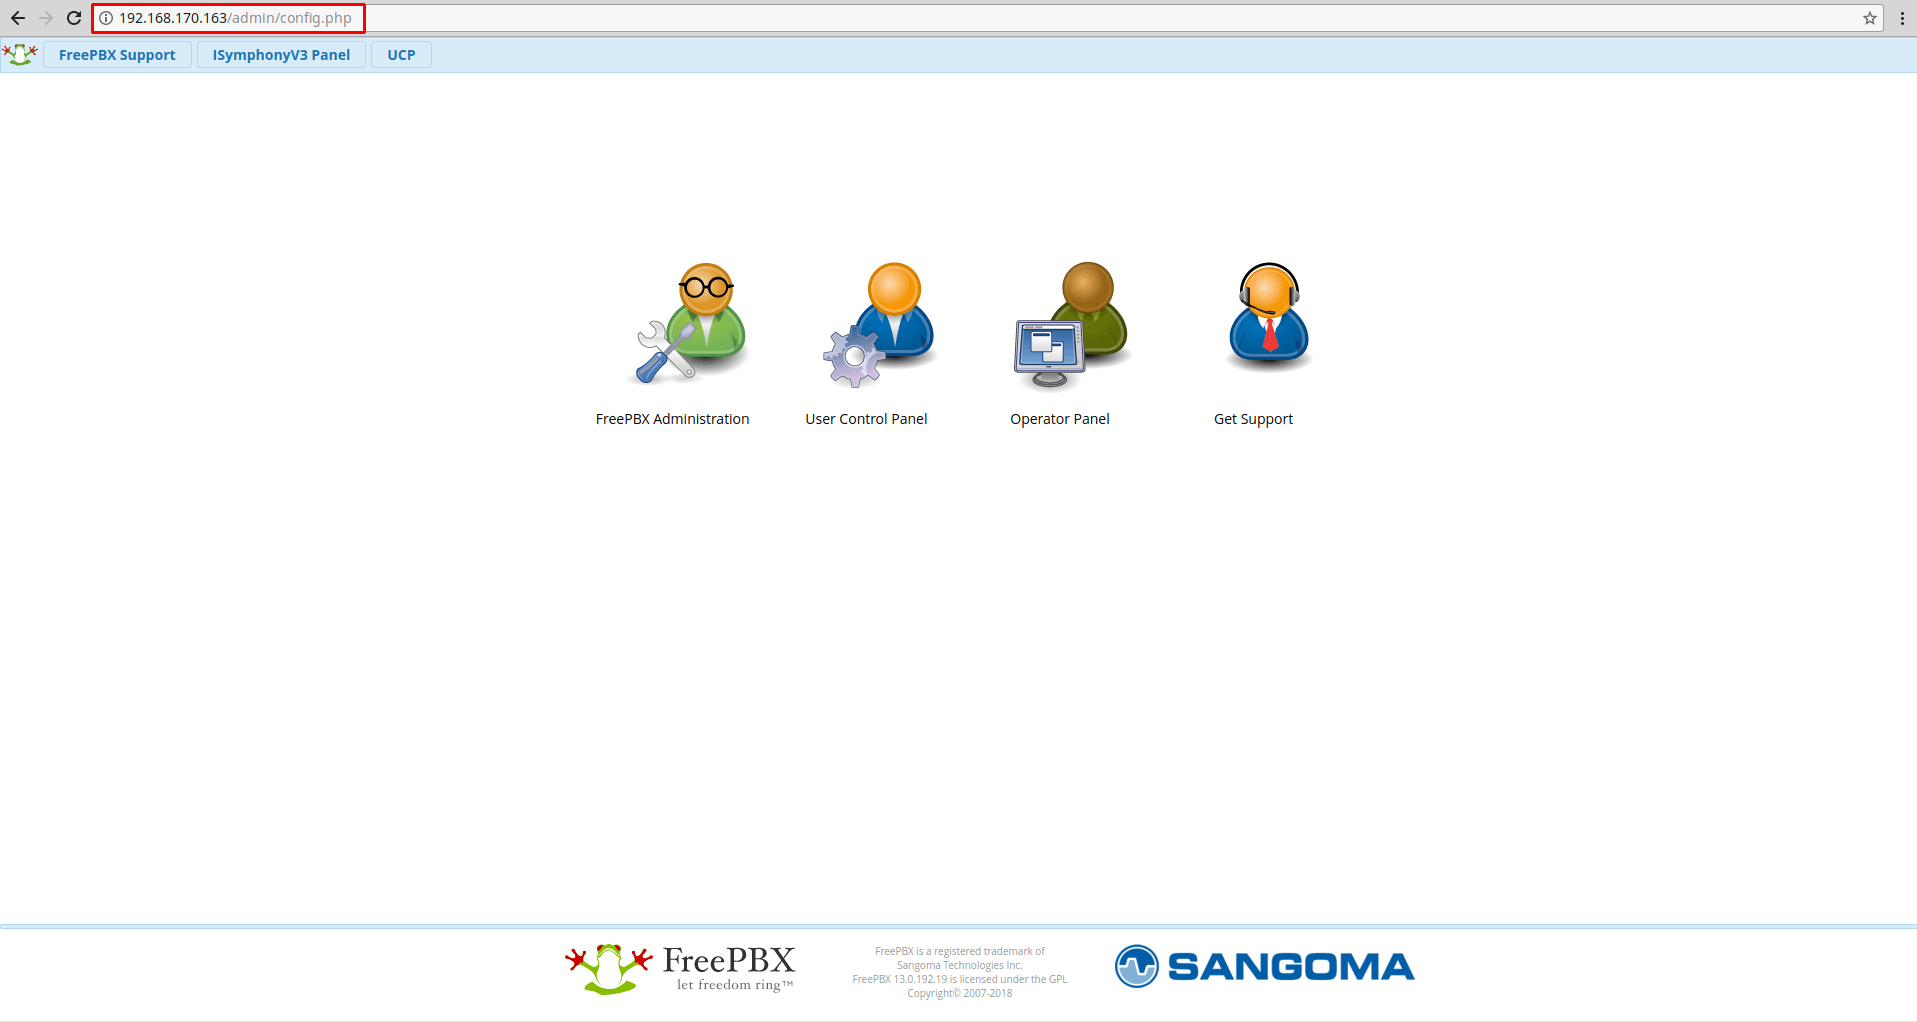 192.168.170.163/admin/config.php
FreePBX Support ISymphonyV3 Panel UCP
FreePBX Administration User Control Panel Operator Panel Get Support
FreePBX
let freedom ring™
FreePBX is a registered trademark of
Sangoma Technologies Inc.
FreePBX 13.0.192.19 is licensed under the GPL
Copyright© 2007-2018
SANGOMA